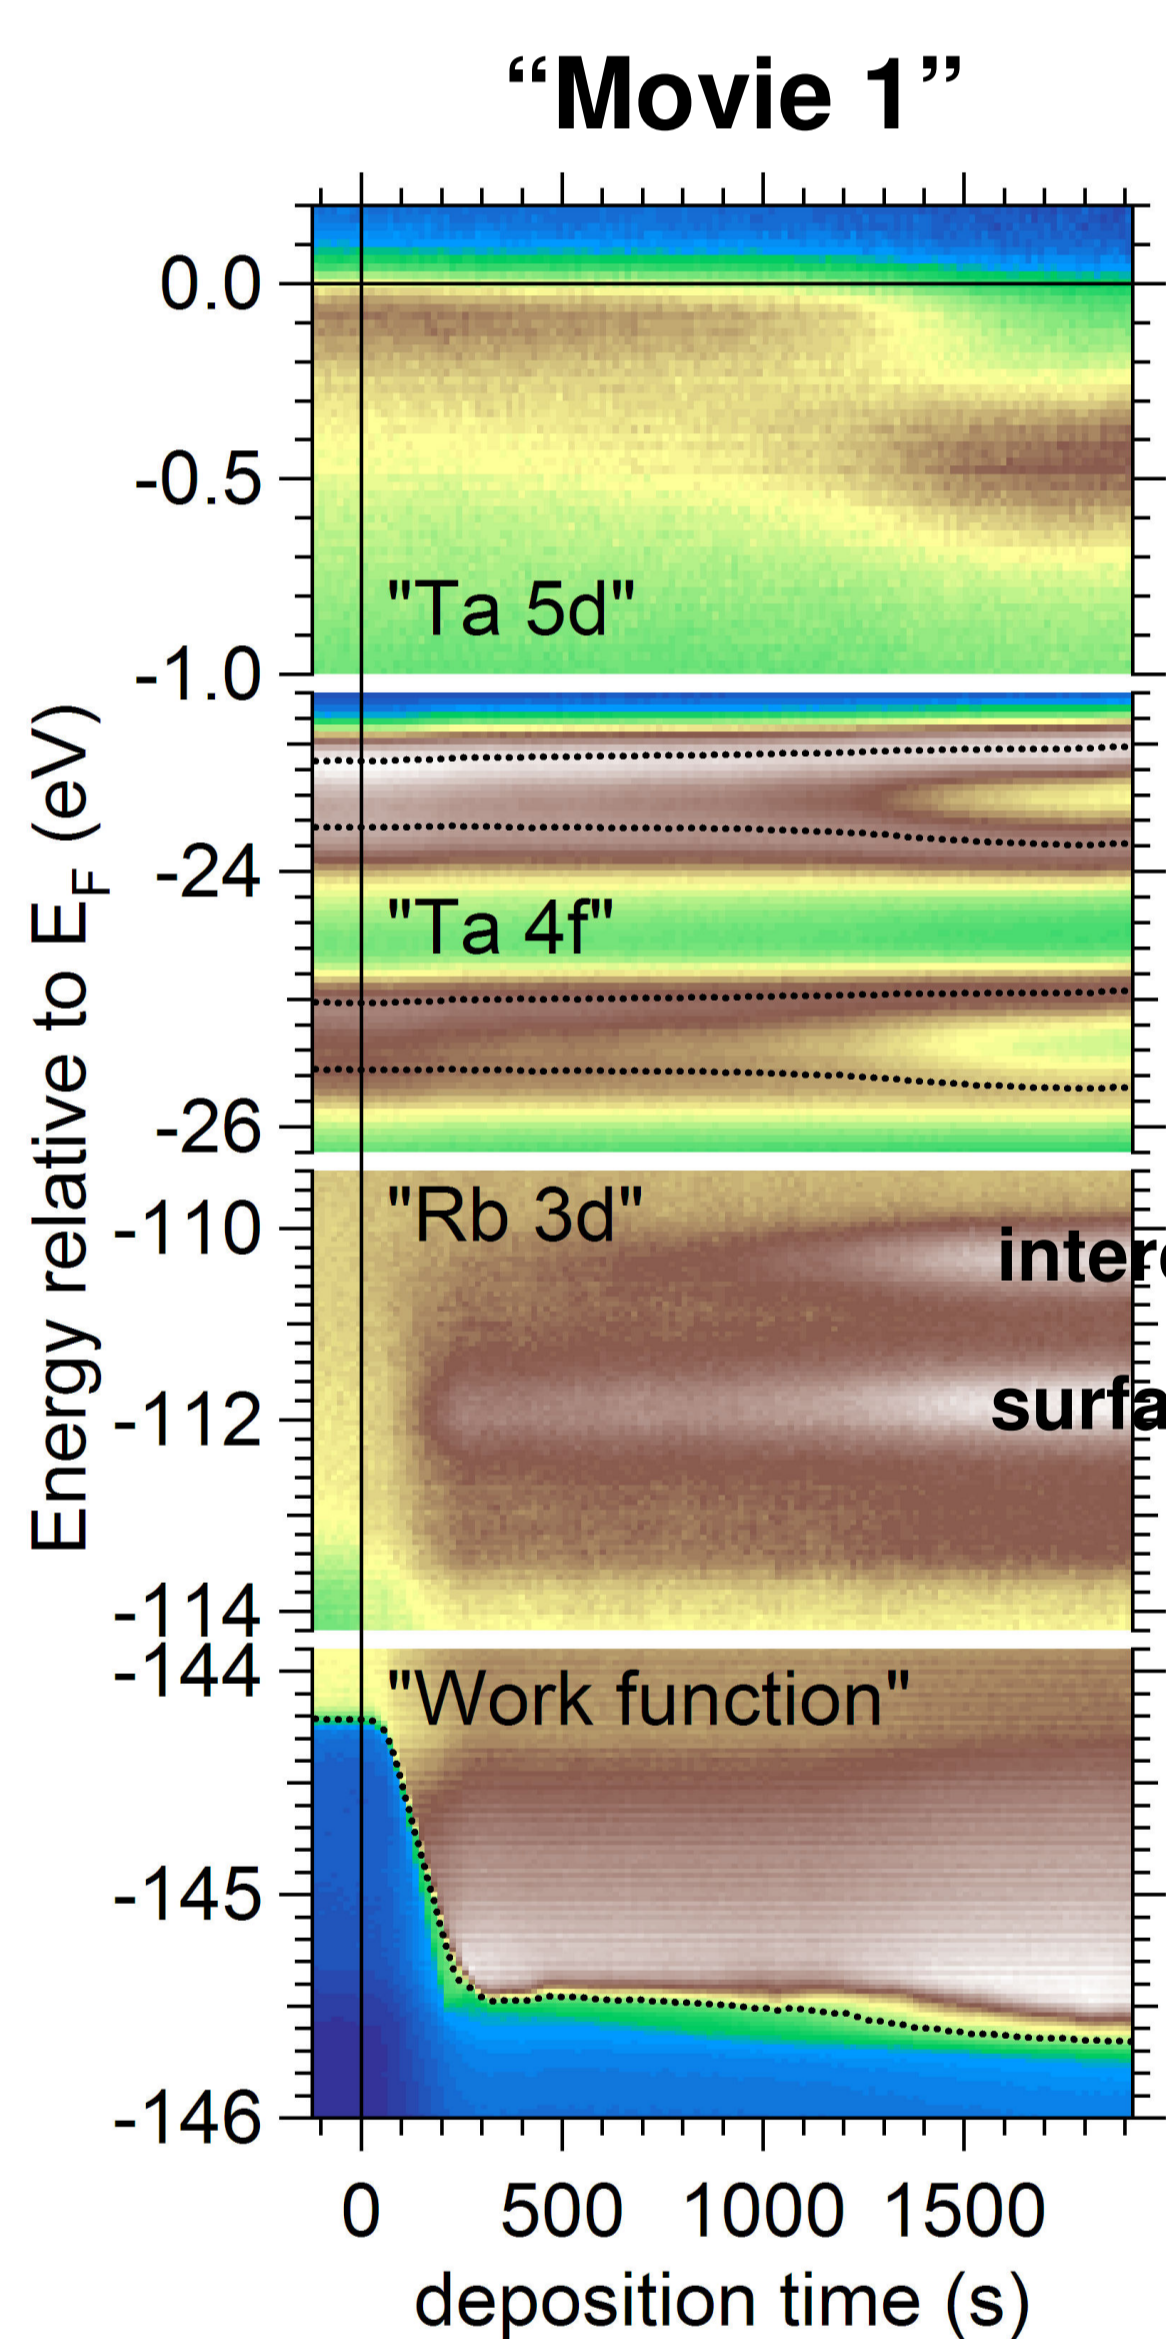 “Movie 1”
0.0
-0.5
"Ta 5d"
-1.0
Energy relative to E_F (eV)
-24
"Ta 4f"
-26
"Rb 3d"
-110
-112
-114
-144
"Work function"
-145
-146
0 500 1000 1500
deposition time (s)